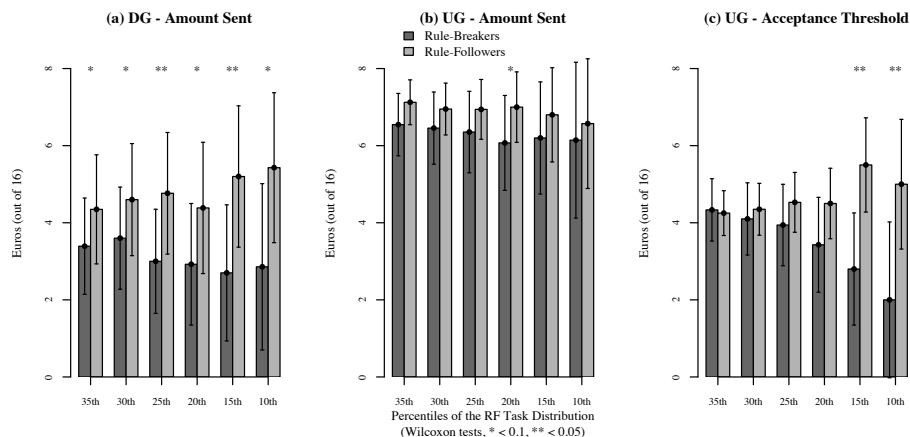 (a) DG - Amount Sent
(b) UG - Amount Sent
(c) UG - Acceptance Threshold
Rule-Breakers
Rule-Followers
* * ** * ** *
*
** **
Euros (out of 16)
0 2 4 6 8
35th 30th 25th 20th 15th 10th
Euros (out of 16)
0 2 4 6 8
35th 30th 25th 20th 15th 10th
Euros (out of 16)
0 2 4 6 8
35th 30th 25th 20th 15th 10th
Percentiles of the RF Task Distribution
(Wilcoxon tests, * < 0.1, ** < 0.05)